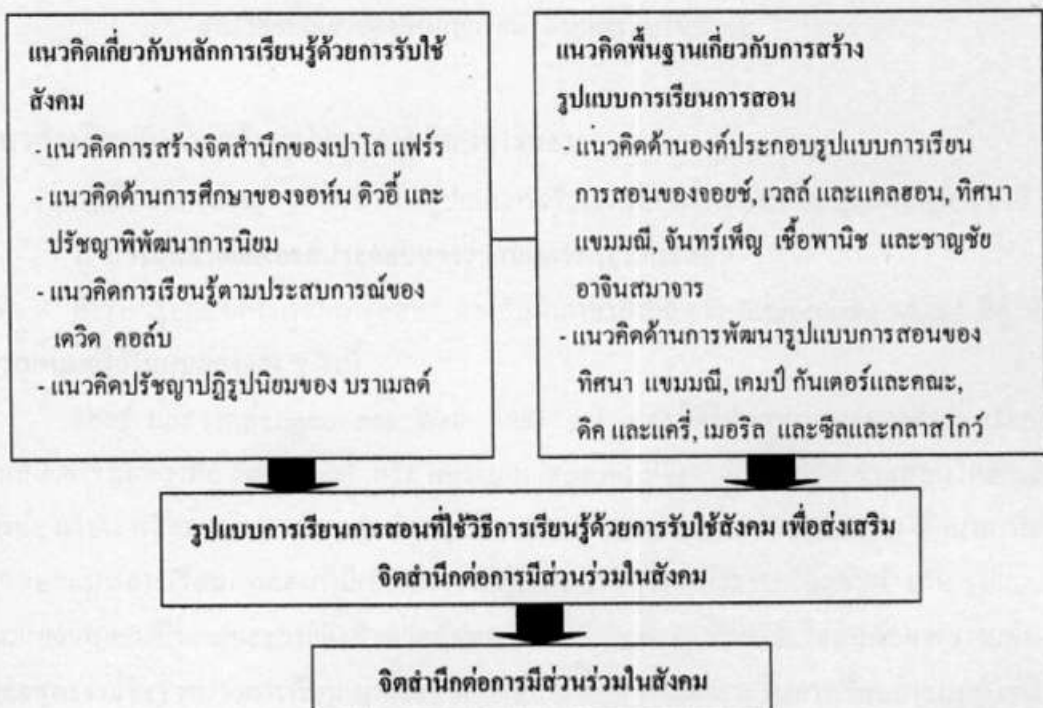 แนวคิดเกี่ยวกับหลักการเรียนรู้ด้วยการรับใช้
สังคม
- แนวคิดการสร้างจิตสำนึกของเปาโล แฟร์ร
- แนวคิดด้านการศึกษาของจอห์น ดิวอี้ และ
ปรัชญาพิพัฒนาการนิยม
- แนวคิดการเรียนรู้ตามประสบการณ์ของ
เดวิด คอล์บ
- แนวคิดปรัชญาปฏิรูปนิยมของ บราเมลด์
แนวคิดพื้นฐานเกี่ยวกับการสร้าง
รูปแบบการเรียนการสอน
- แนวคิดด้านองค์ประกอบรูปแบบการเรียน
การสอนของจอยช์, เวลล์ และแคลฮอน, ทิศนา
แขมมณี, จันทร์เพ็ญ เชื้อพานิช และชาญชัย
อาจินสมาจาร
- แนวคิดด้านการพัฒนารูปแบบการสอนของ
ทิศนา แขมมณี, เคมป์ กันเตอร์และคณะ,
ดิค และแครี่, เมอริล และซีลและกลาสโกว์
รูปแบบการเรียนการสอนที่ใช้วิธีการเรียนรู้ด้วยการรับใช้สังคม เพื่อส่งเสริม
จิตสำนึกต่อการมีส่วนร่วมในสังคม
จิตสำนึกต่อการมีส่วนร่วมในสังคม